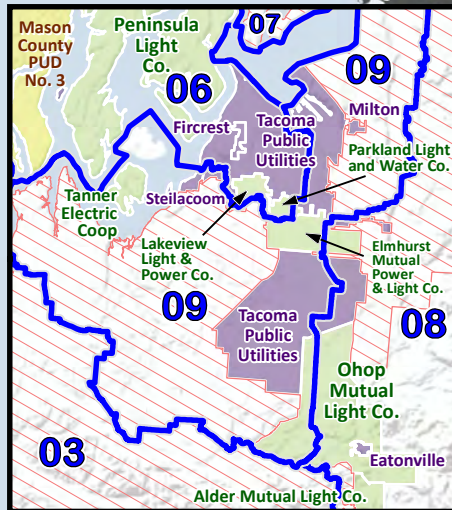 Mason
County
PUD
No. 3
Peninsula
Light
Co.
07
06
09
Fircrest
Tacoma
Public
Utilities
Milton
Parkland Light
and Water Co.
Tanner
Electric
Coop
Steilacoom
Lakeview
Light &
Power Co.
Elmhurst
Mutual
Power
& Light Co.
09
Tacoma
Public
Utilities
08
Ohop
Mutual
Light Co.
03
Eatonville
Alder Mutual Light Co.